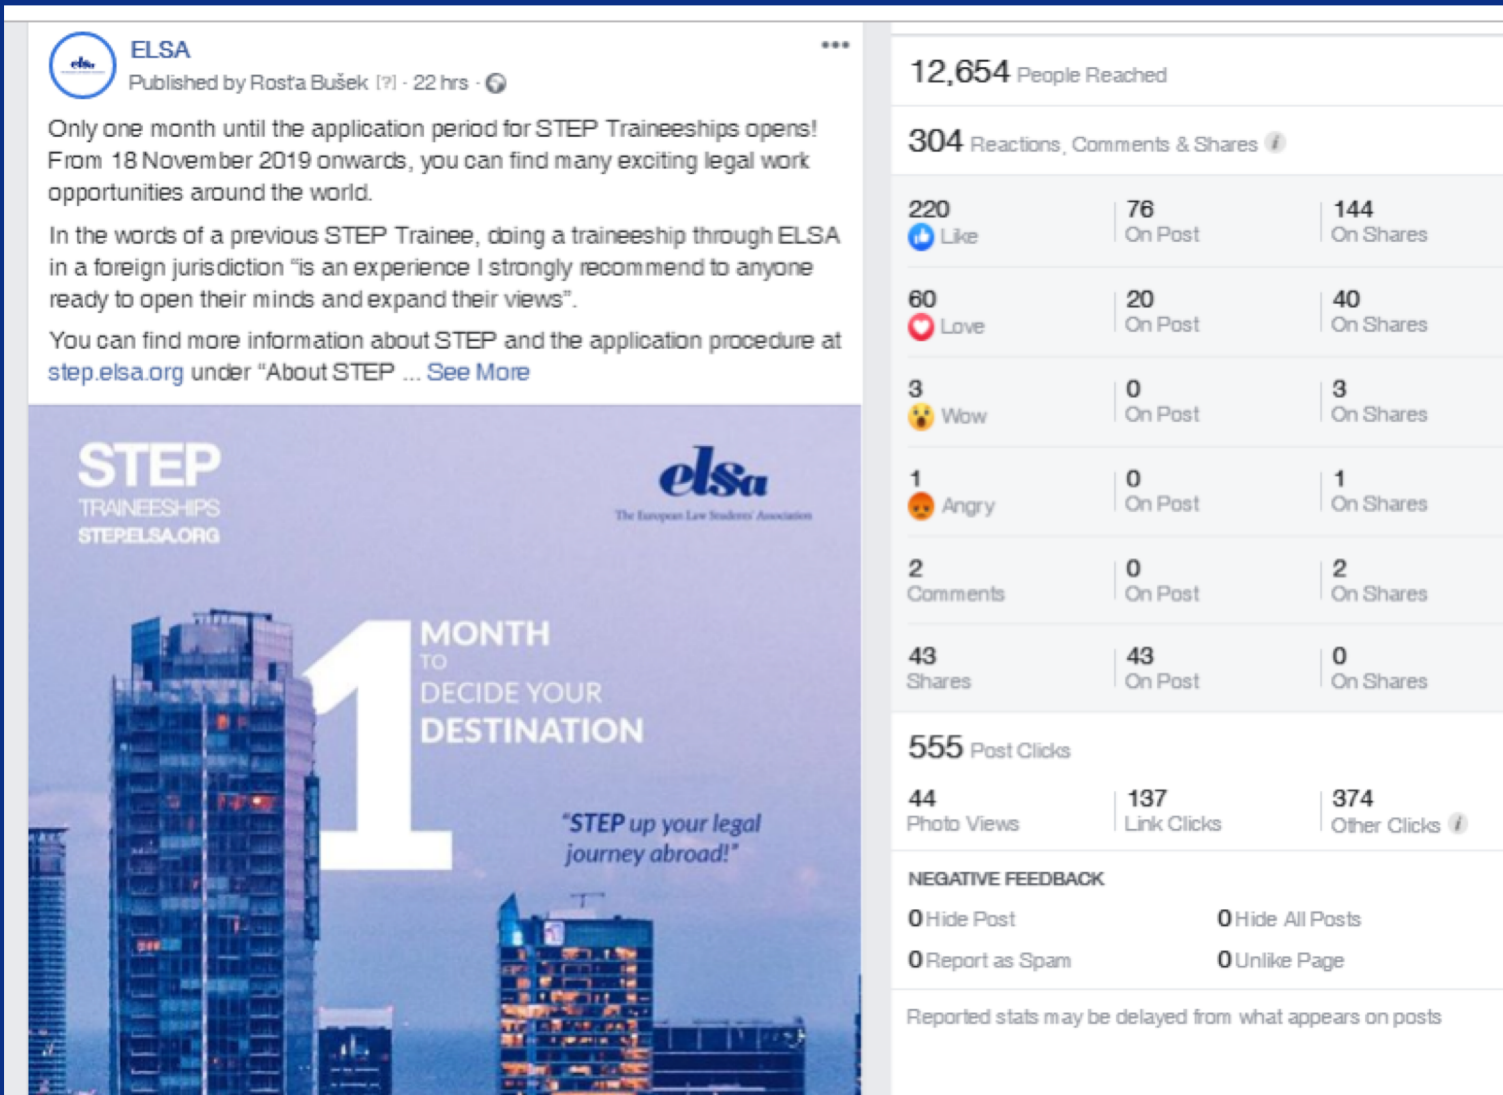 elsa
ELSA
Published by Rosťa Bušek [?] · 22 hrs ·
Only one month until the application period for STEP Traineeships opens!
From 18 November 2019 onwards, you can find many exciting legal work
opportunities around the world.
In the words of a previous STEP Trainee, doing a traineeship through ELSA
in a foreign jurisdiction “is an experience I strongly recommend to anyone
ready to open their minds and expand their views”.
You can find more information about STEP and the application procedure at
step.elsa.org under “About STEP ... See More
STEP
TRAINEESHIPS
STEP.ELSA.ORG
elsa
The European Law Students' Association
1
MONTH
TO
DECIDE YOUR
DESTINATION
“STEP up your legal
journey abroad!”
12,654 People Reached
304 Reactions, Comments & Shares i
220 76 144
Like On Post On Shares
60 20 40
Love On Post On Shares
3 0 3
Wow On Post On Shares
1 0 1
Angry On Post On Shares
2 0 2
Comments On Post On Shares
43 43 0
Shares On Post On Shares
555 Post Clicks
44 137 374
Photo Views Link Clicks Other Clicks i
NEGATIVE FEEDBACK
0 Hide Post 0 Hide All Posts
0 Report as Spam 0 Unlike Page
Reported stats may be delayed from what appears on posts